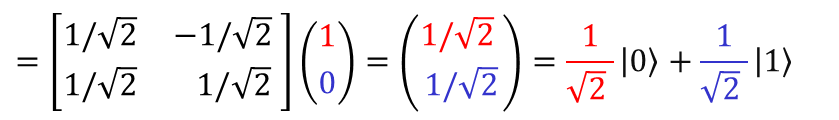 = [1/√2 −1/√2; 1/√2 1/√2] (1; 0) = (1/√2; 1/√2) = 1/√2 |0⟩ + 1/√2 |1⟩